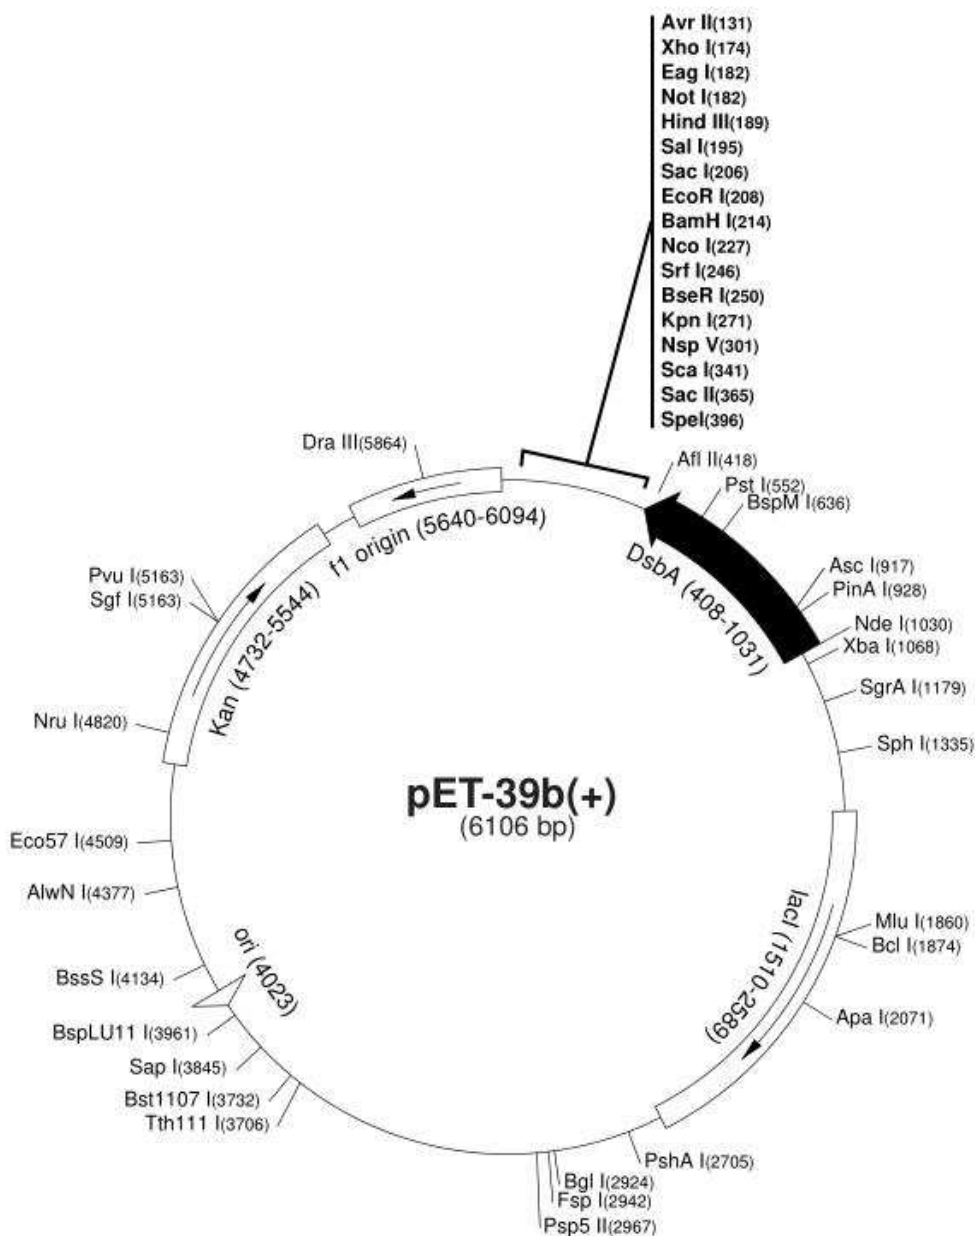 Avr II(131)
Xho I(174)
Eag I(182)
Not I(182)
Hind III(189)
Sal I(195)
Sac I(206)
EcoR I(208)
BamH I(214)
Nco I(227)
Srf I(246)
BseR I(250)
Kpn I(271)
Nsp V(301)
Sca I(341)
Sac II(365)
SpeI(396)
Dra III(5864)
Afl II(418)
Pst I(552)
BspM I(636)
f1 origin (5640-6094)
DsbA (408-1031)
Asc I(917)
PinA I(928)
Pvu I(5163)
Sgf I(5163)
Nde I(1030)
Xba I(1068)
Kan (4732-5544)
SgrA I(1179)
Nru I(4820)
Sph I(1335)
pET-39b(+)
(6106 bp)
Eco57 I(4509)
AlwN I(4377)
lacI (1510-2589)
Mlu I(1860)
Bcl I(1874)
ori (4023)
BssS I(4134)
Apa I(2071)
BspLU11 I(3961)
Sap I(3845)
Bst1107 I(3732)
Tth111 I(3706)
PshA I(2705)
Bgl I(2924)
Fsp I(2942)
Psp5 II(2967)